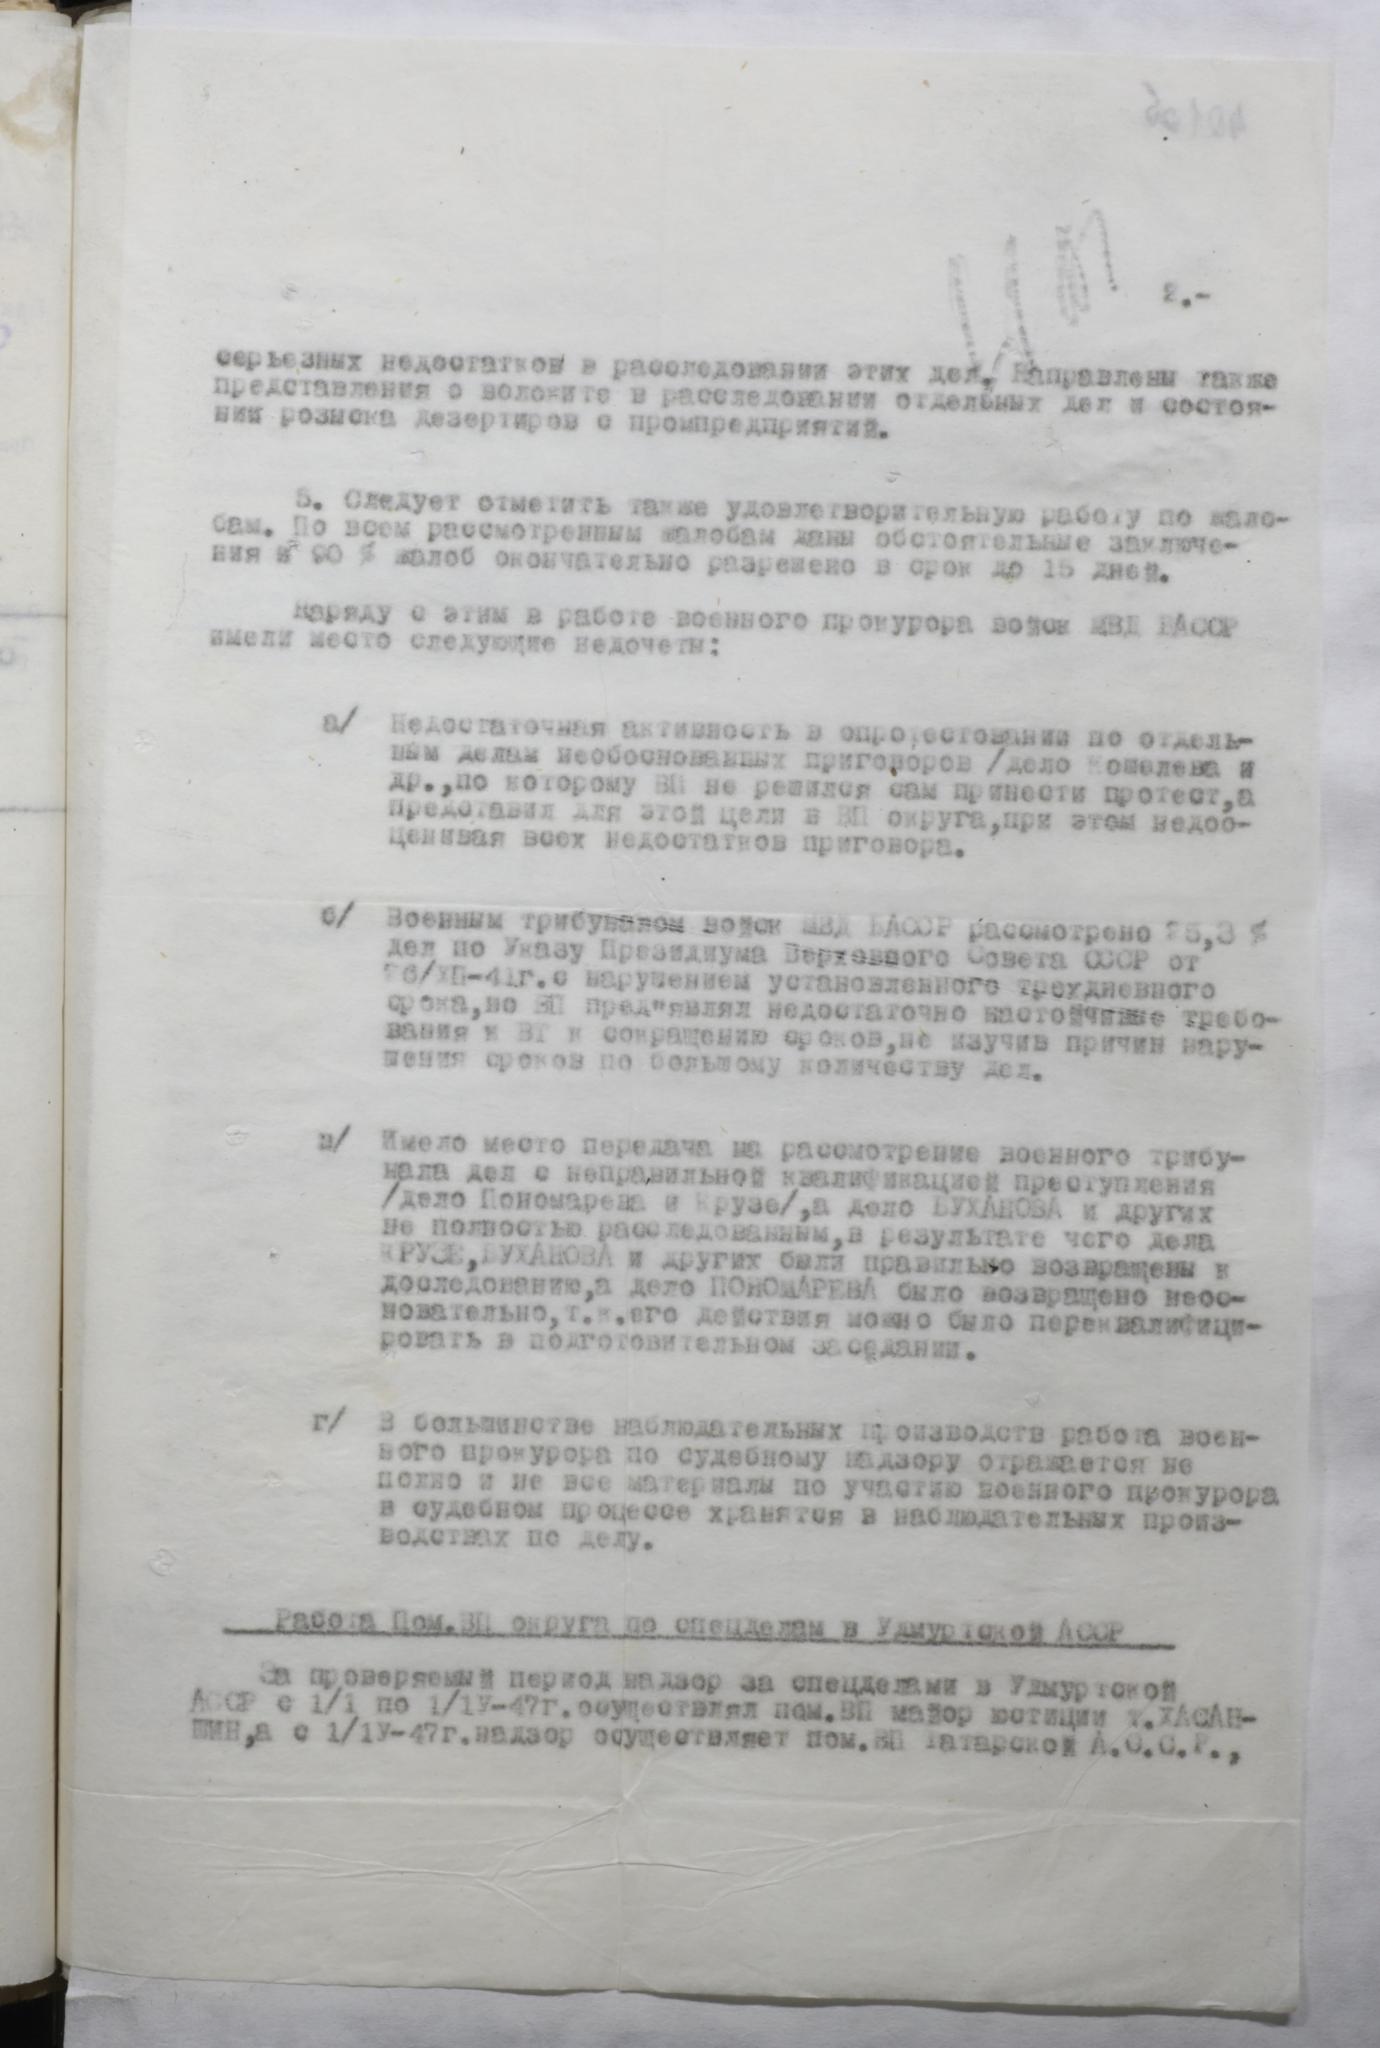 2.-
серьезных недостатков в расследовании этих дел. Направлены также
представления о волоките в расследовании отдельных дел и состоя-
нии розыска дезертиров с промпредприятий.
5. Следует отметить также удовлетворительную работу по жало-
бам. По всем рассмотренным жалобам даны обстоятельные заключе-
ния и 90 % жалоб окончательно разрешено в срок до 15 дней.
Наряду с этим в работе военного прокурора войск МВД БАССР
имели место следующие недочеты:
а/ Недостаточная активность в опротестовании по отдель-
ным делам необоснованных приговоров /дело Кошелева и
др.,по которому ВП не решился сам принести протест,а
представил для этой цели в ВП округа,при этом недоо-
ценивая всех недостатков приговора.
б/ Военным трибуналом войск МВД БАССР рассмотрено 25,3 %
дел по Указу Президиума Верховного Совета СССР от
26/ХП-41г.с нарушением установленного трехдневного
срока,но ВП пред"являл недостаточно настойчивые требо-
вания к ВТ к сокращению сроков,не изучив причин нару-
шения сроков по большому количеству дел.
в/ Имело место передача на рассмотрение военного трибу-
нала дел с неправильной квалификацией преступления
/дело Пономарева и Крузе/,а дело БУХАНОВА и других
не полностью расследованным,в результате чего дела
КРУЗЕ,БУХАНОВА и других были правильно возвращены к
доследованию,а дело ПОНОМАРЕВА было возвращено неос-
новательно,т.к.его действия можно было переквалифици-
ровать в подготовительном заседании.
г/ В большинстве наблюдательных производств работа воен-
ного прокурора по судебному надзору отражается не
полно и не все материалы по участию военного прокурора
в судебном процессе хранятся в наблюдательных произ-
водствах по делу.
Работа Пом.ВП округа по спецделам в Удмуртской АССР
За проверяемый период надзор за спецделами в Удмуртской
АССР с 1/1 по 1/1У-47г.осуществлял пом.ВП майор юстиции т.ХАСАН-
ШИН,а с 1/1У-47г.надзор осуществляет пом.ВП Татарской А.С.С.Р.,